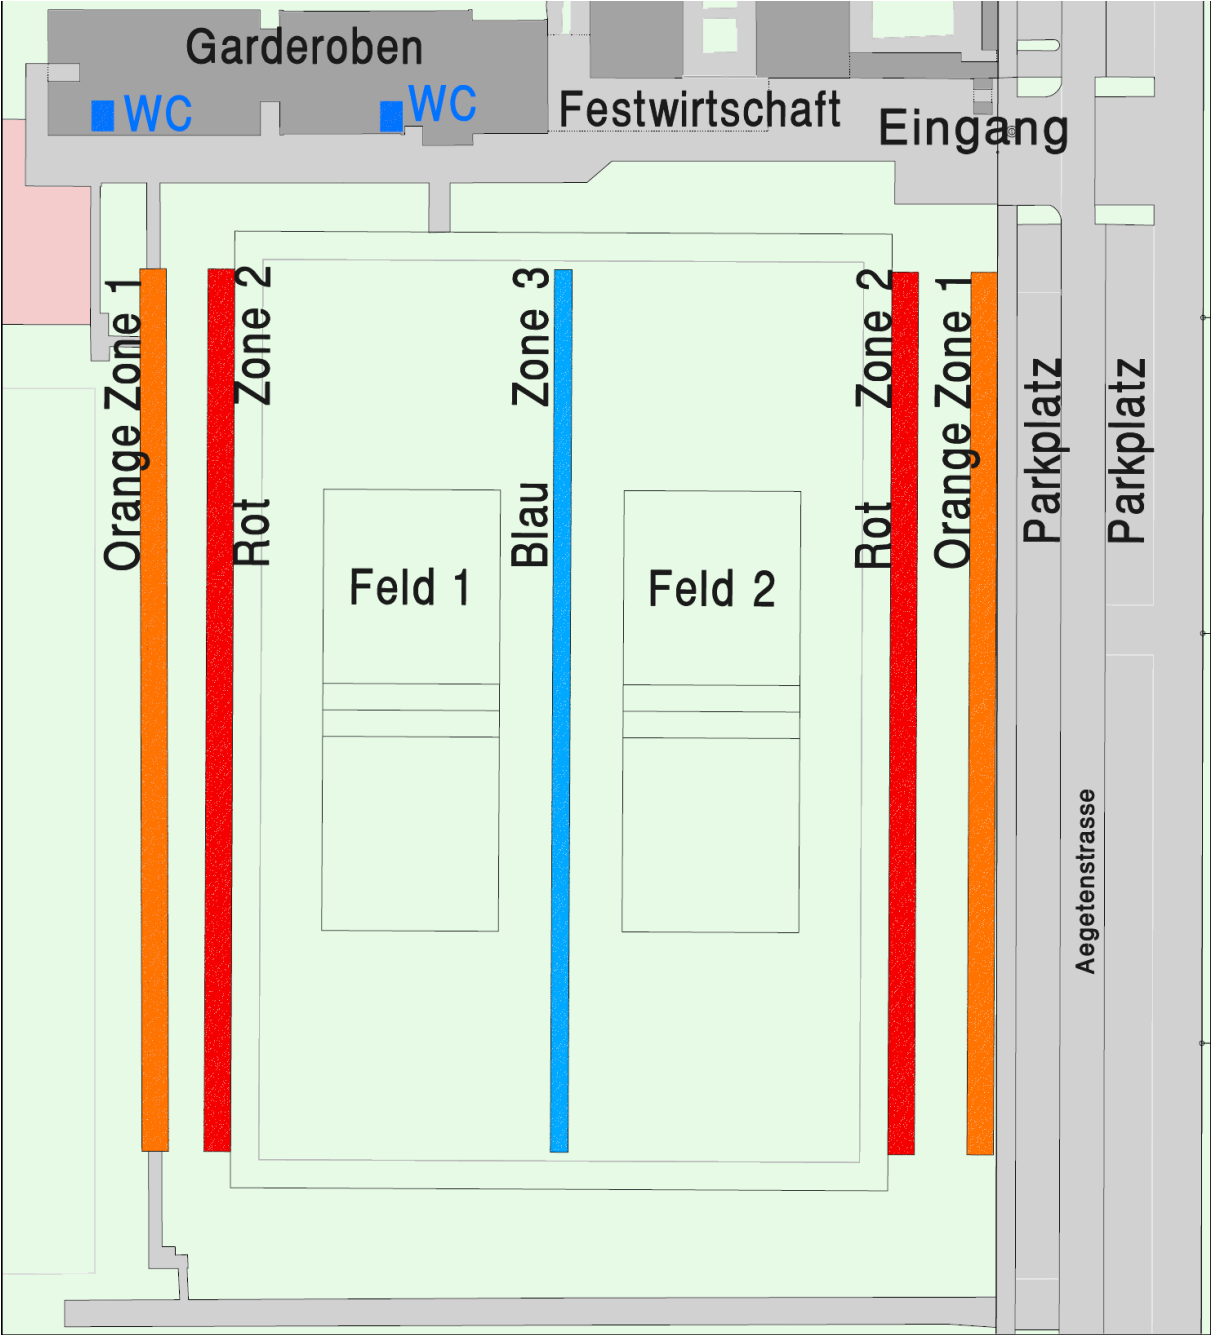 Garderoben
WC
WC
Festwirtschaft
Eingang
Orange Zone 1
Rot Zone 2
Blau Zone 3
Rot Zone 2
Orange Zone 1
Parkplatz
Parkplatz
Feld 1
Feld 2
Aegetenstrasse